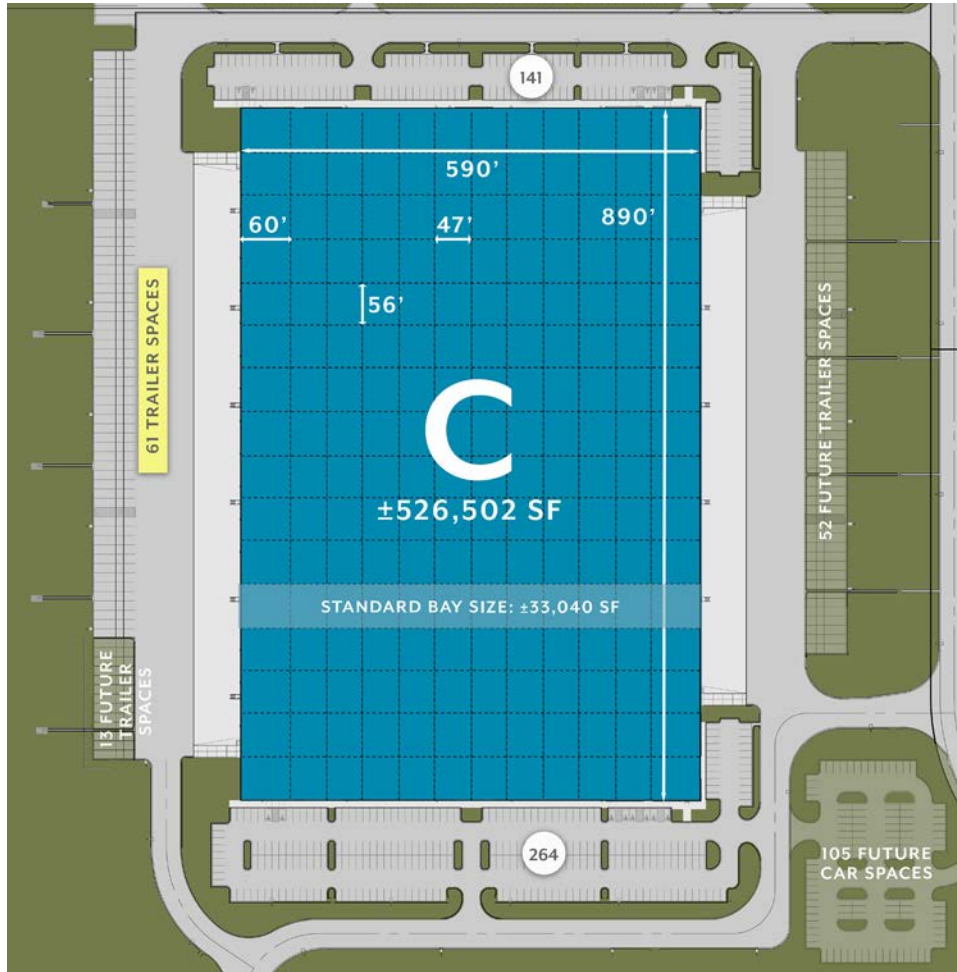 141
590'
890'
60'
47'
56'
61 TRAILER SPACES
52 FUTURE TRAILER SPACES
C
±526,502 SF
STANDARD BAY SIZE: ±33,040 SF
13 FUTURE
TRAILER
SPACES
264
105 FUTURE
CAR SPACES